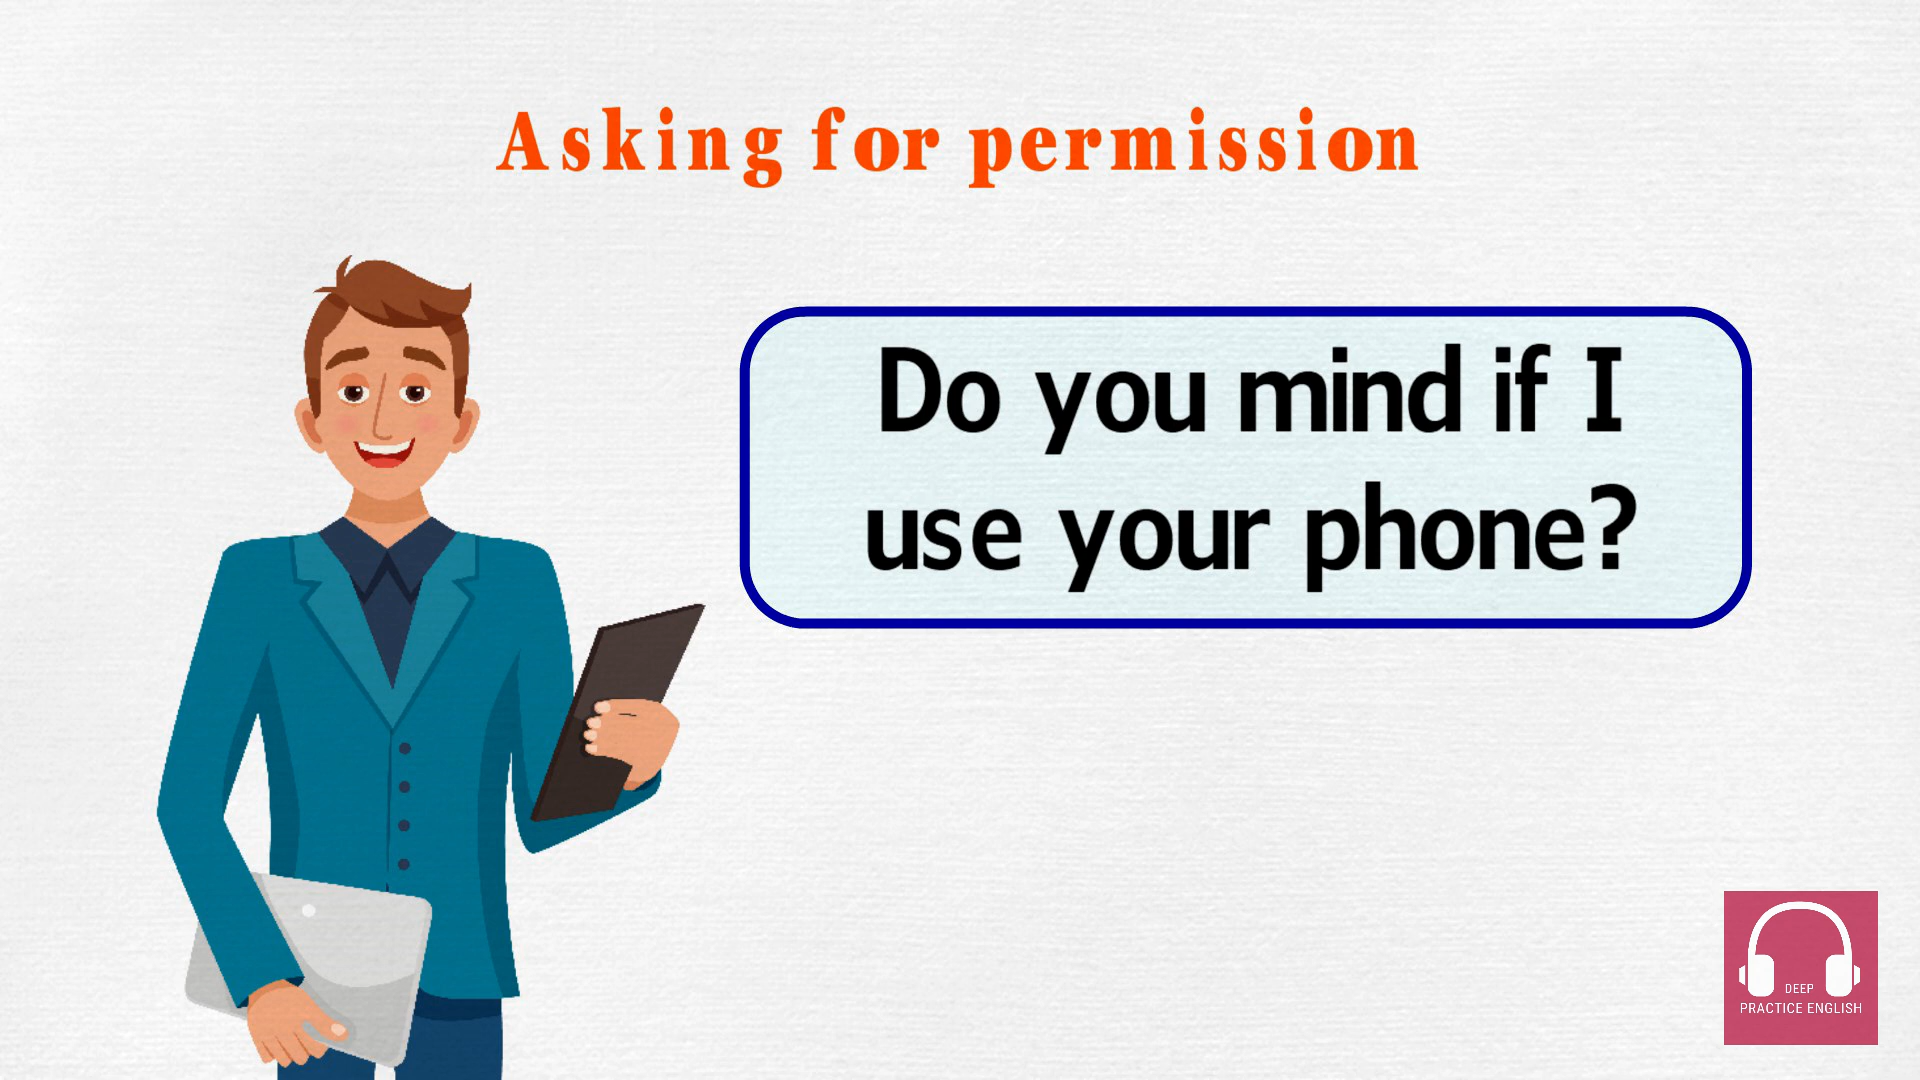 Asking for permission
Do you mind if I
use your phone?
DEEP
PRACTICE ENGLISH